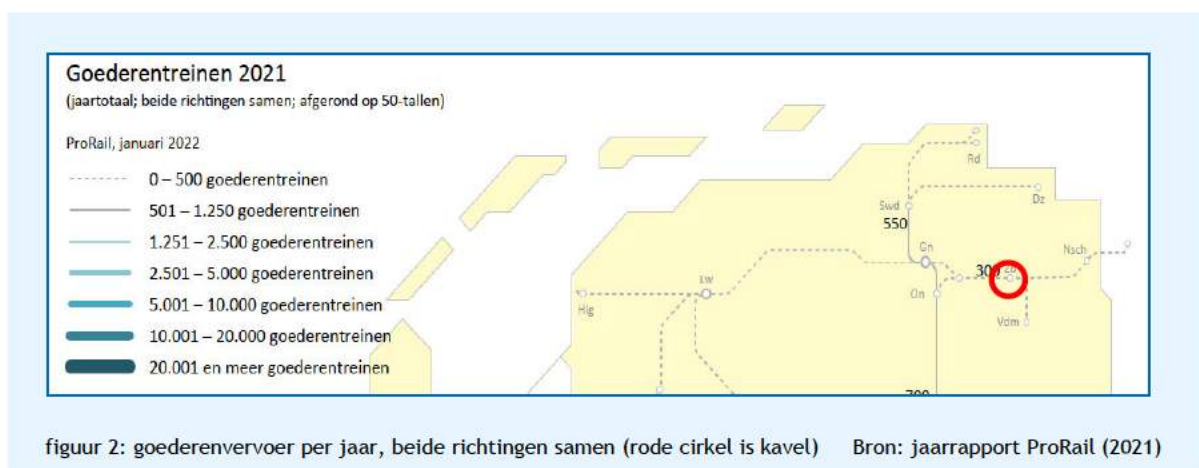 Goederentreinen 2021
(jaartotaal; beide richtingen samen; afgerond op 50-tallen)
ProRail, januari 2022
0 – 500 goederentreinen
501 – 1.250 goederentreinen
1.251 – 2.500 goederentreinen
2.501 – 5.000 goederentreinen
5.001 – 10.000 goederentreinen
10.001 – 20.000 goederentreinen
20.001 en meer goederentreinen
Rd
Dz
Swd
550
Gn
Nsch
300
Lw
On
Hlg
Vdm
figuur 2: goederenvervoer per jaar, beide richtingen samen (rode cirkel is kavel) Bron: jaarrapport ProRail (2021)